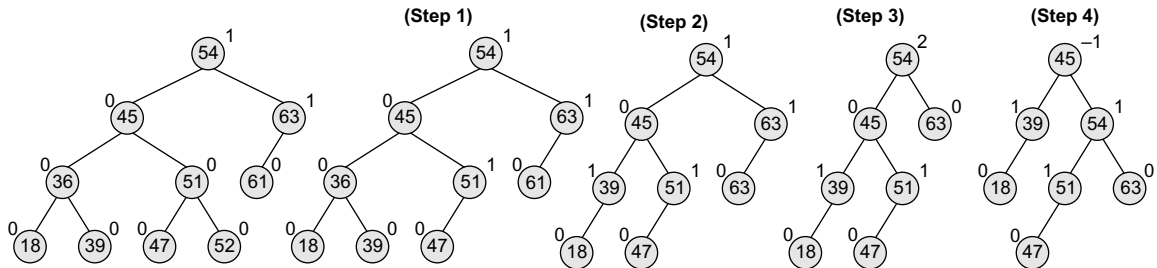 (Step 1) (Step 2) (Step 3) (Step 4)
1 1 1 2 –1
54 54 54 54 45
0 1 0 1 0 1 0 0 1 1
45 63 45 63 45 63 45 63 39 54
0 0 0 0 1 0 1 1 0 1 1 0 1 0
36 51 61 36 51 61 39 51 63 39 51 18 51 63
0 0 0 0 0 0 0 0 0 0 0 0
18 39 47 52 18 39 47 18 47 18 47 47